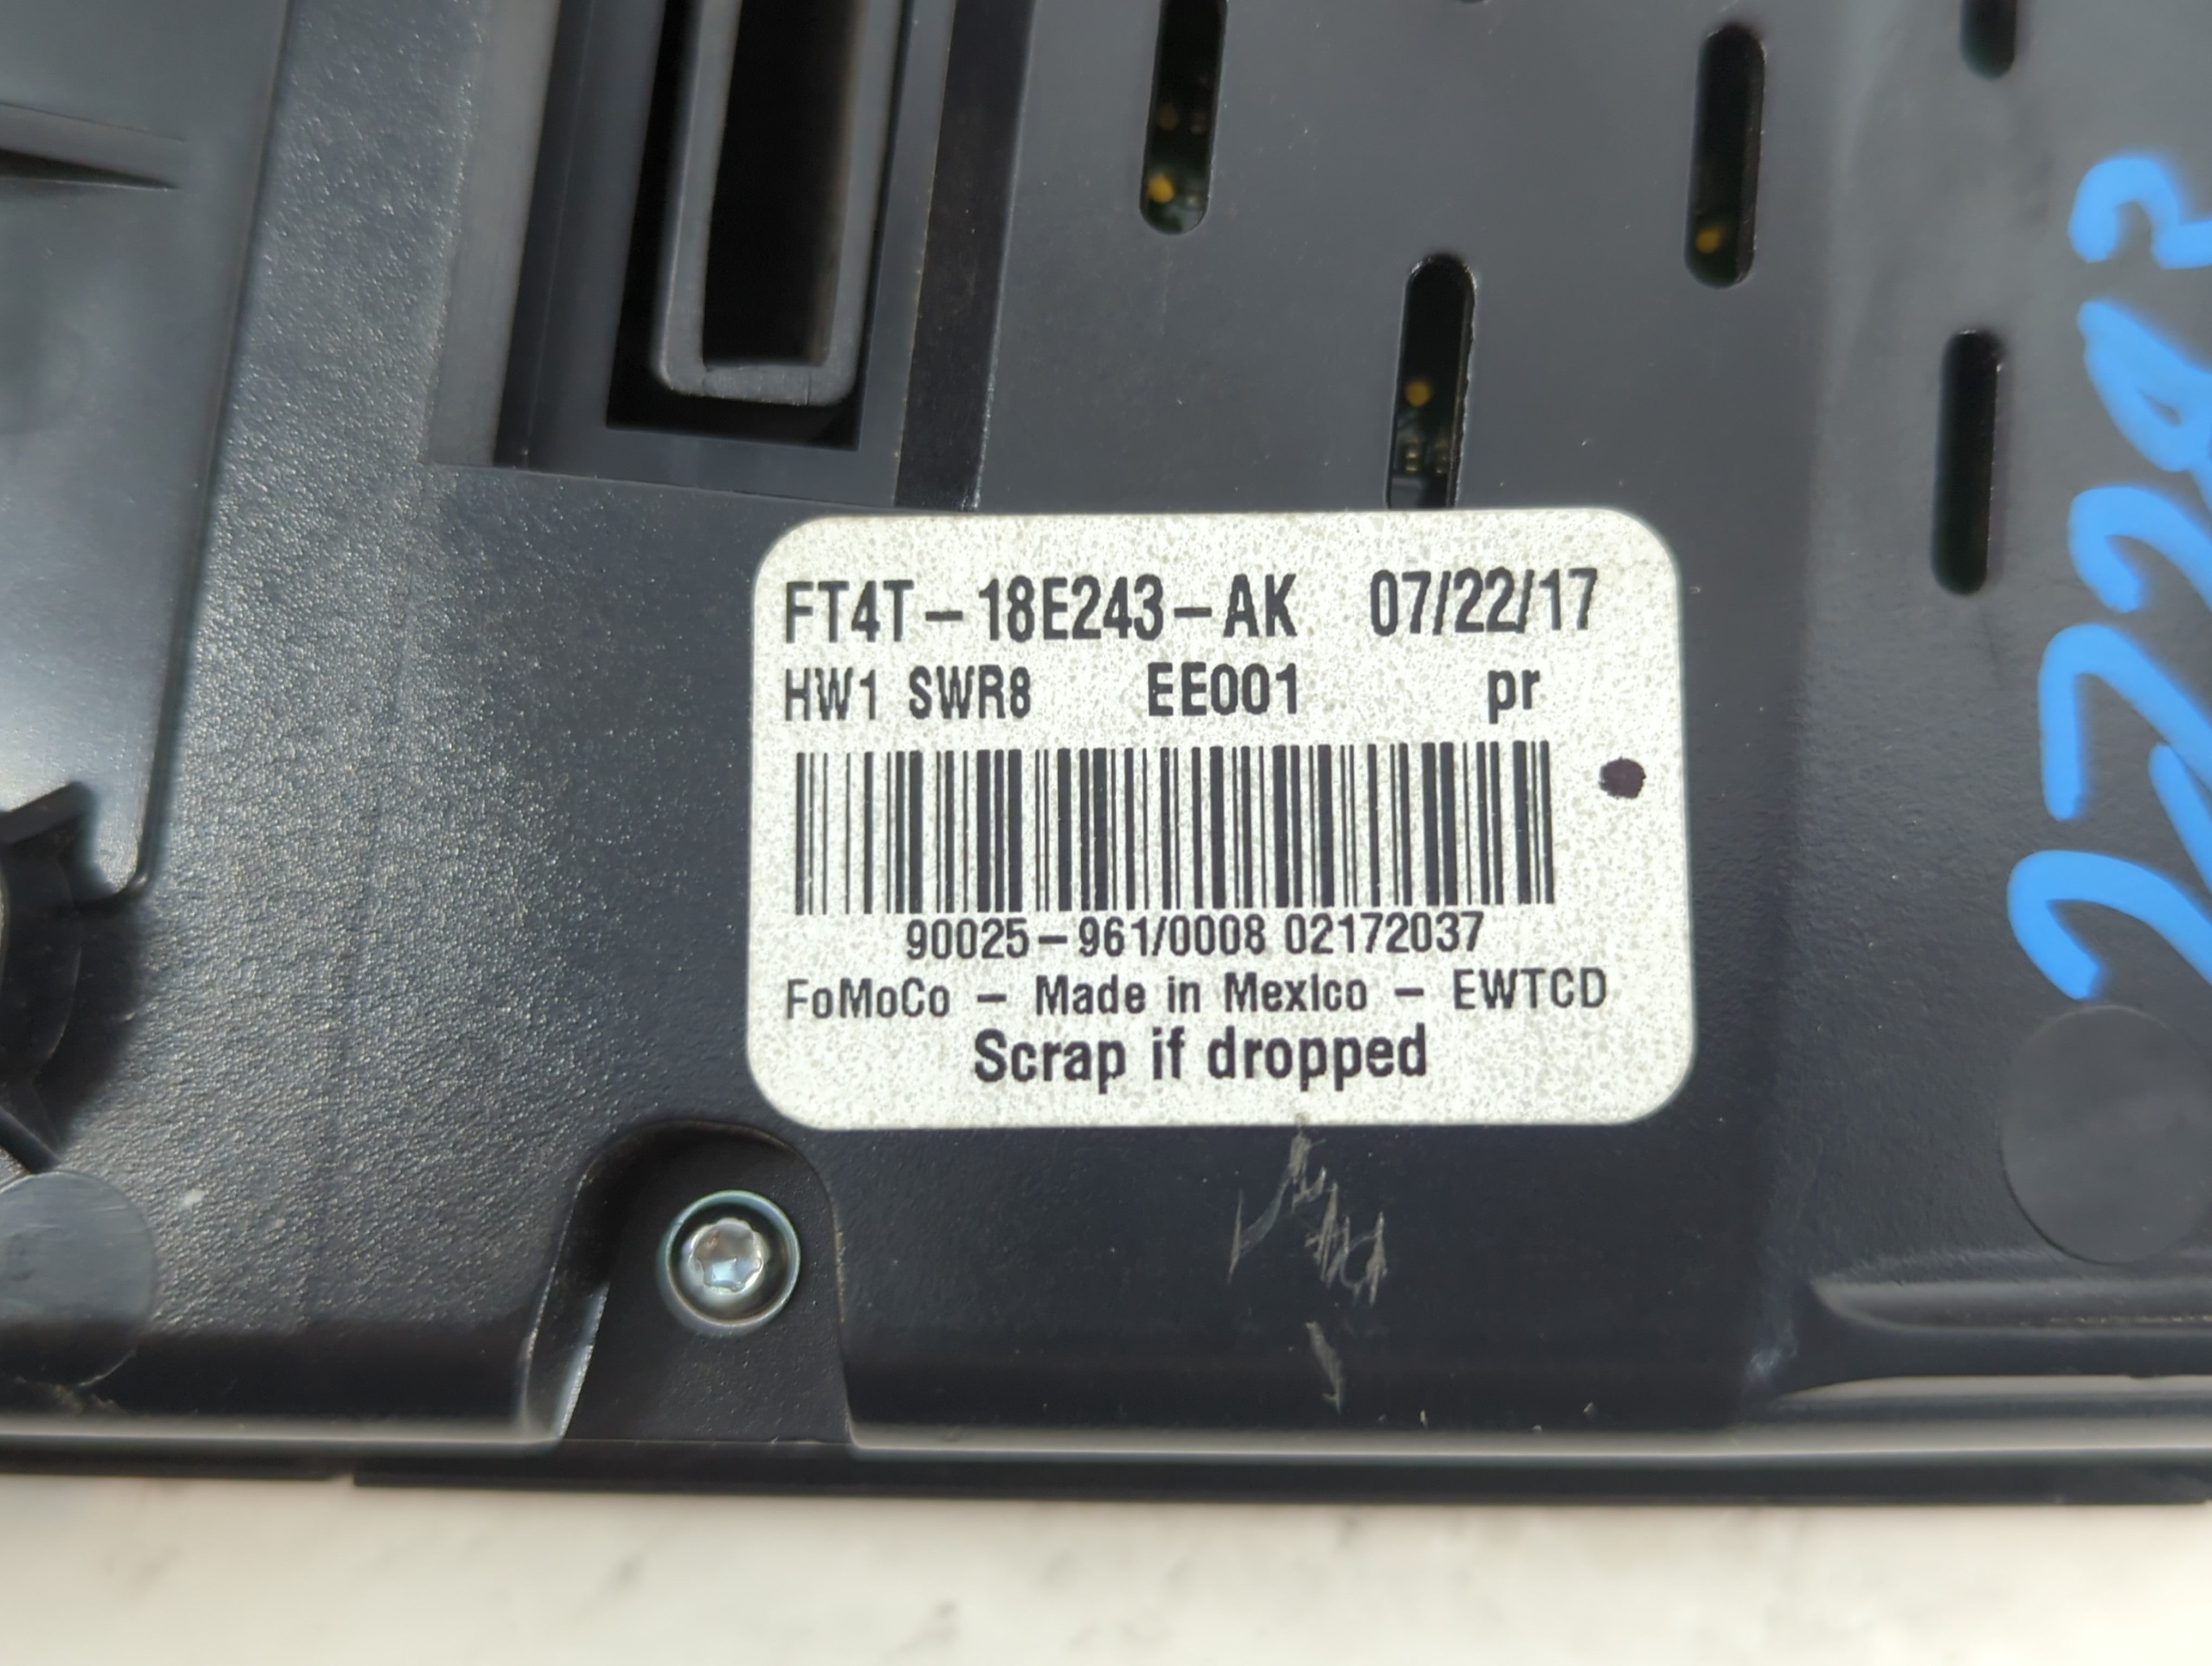 FT4T-18E243-AK 07/22/17
HW1 SWR8 EE001 pr
90025-961/0008 02172037
FoMoCo - Made in Mexico - EWTCD
Scrap if dropped